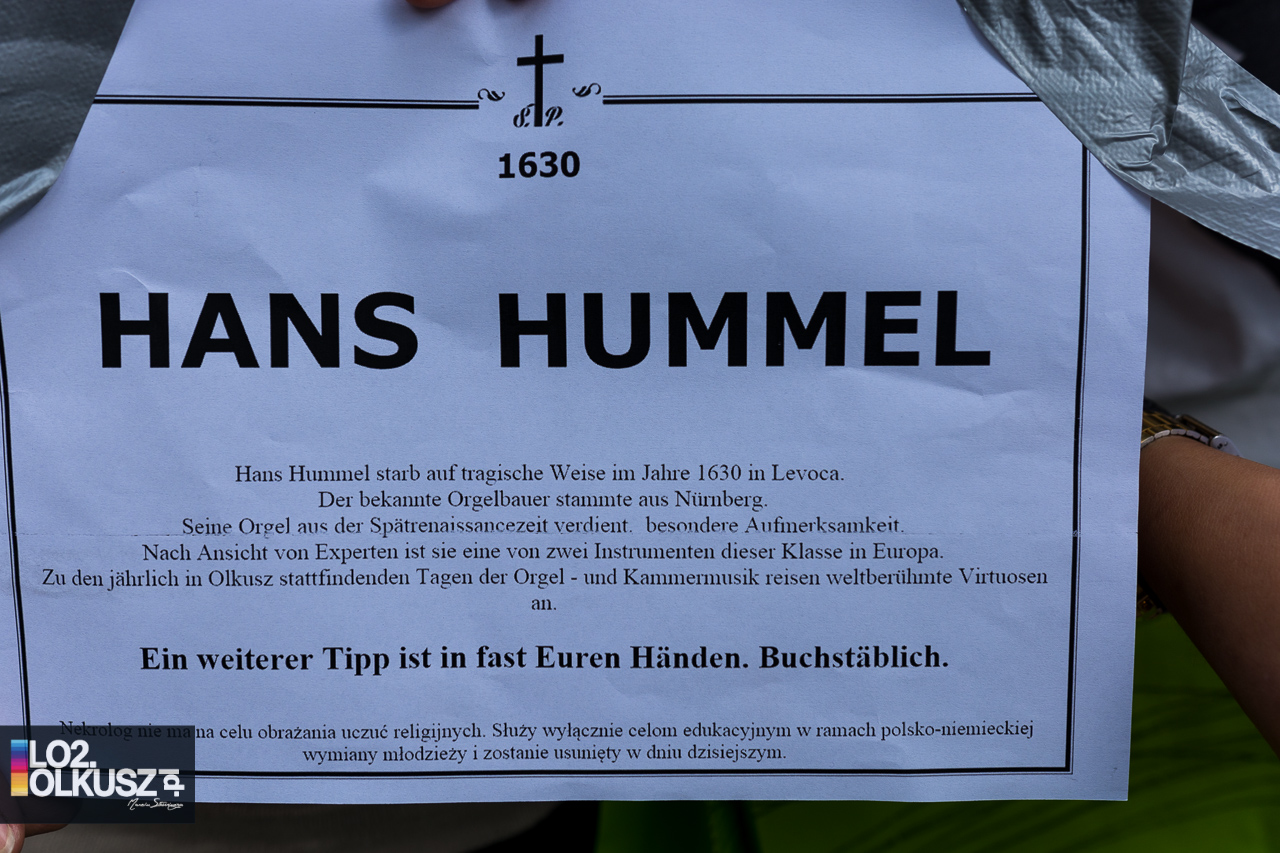 Ś. P.
1630
HANS HUMMEL
Hans Hummel starb auf tragische Weise im Jahre 1630 in Levoca.
Der bekannte Orgelbauer stammte aus Nürnberg.
Seine Orgel aus der Spätrenaissancezeit verdient. besondere Aufmerksamkeit.
Nach Ansicht von Experten ist sie eine von zwei Instrumenten dieser Klasse in Europa.
Zu den jährlich in Olkusz stattfindenden Tagen der Orgel - und Kammermusik reisen weltberühmte Virtuosen
an.
Ein weiterer Tipp ist in fast Euren Händen. Buchstäblich.
Nekrolog nie ma na celu obrażania uczuć religijnych. Służy wyłącznie celom edukacyjnym w ramach polsko-niemieckiej
wymiany młodzieży i zostanie usunięty w dniu dzisiejszym.
LO2.
OLKUSZ.pl